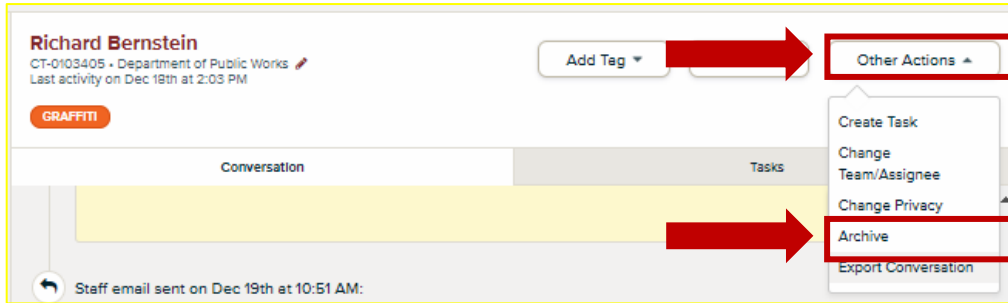 Richard Bernstein
CT-0103405 • Department of Public Works
Last activity on Dec 19th at 2:03 PM
GRAFFITI
Add Tag
Other Actions
Create Task
Change
Team/Assignee
Change Privacy
Archive
Export Conversation
Conversation
Tasks
Staff email sent on Dec 19th at 10:51 AM: